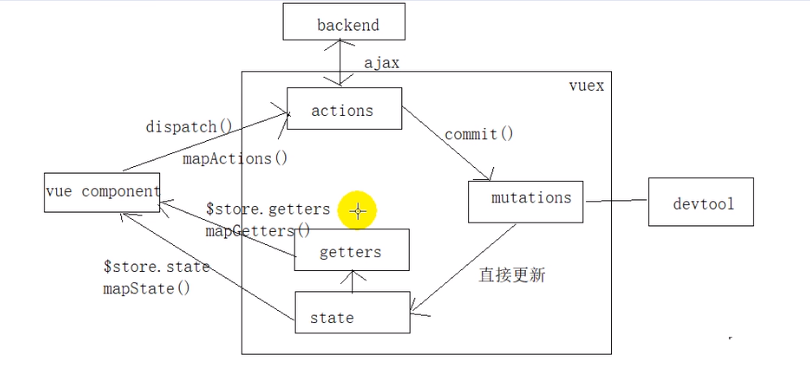 backend
ajax
vuex
actions
dispatch()
commit()
mapActions()
vue component
mutations
devtool
$store.getters
mapGetters()
getters
$store.state
mapState()
直接更新
state